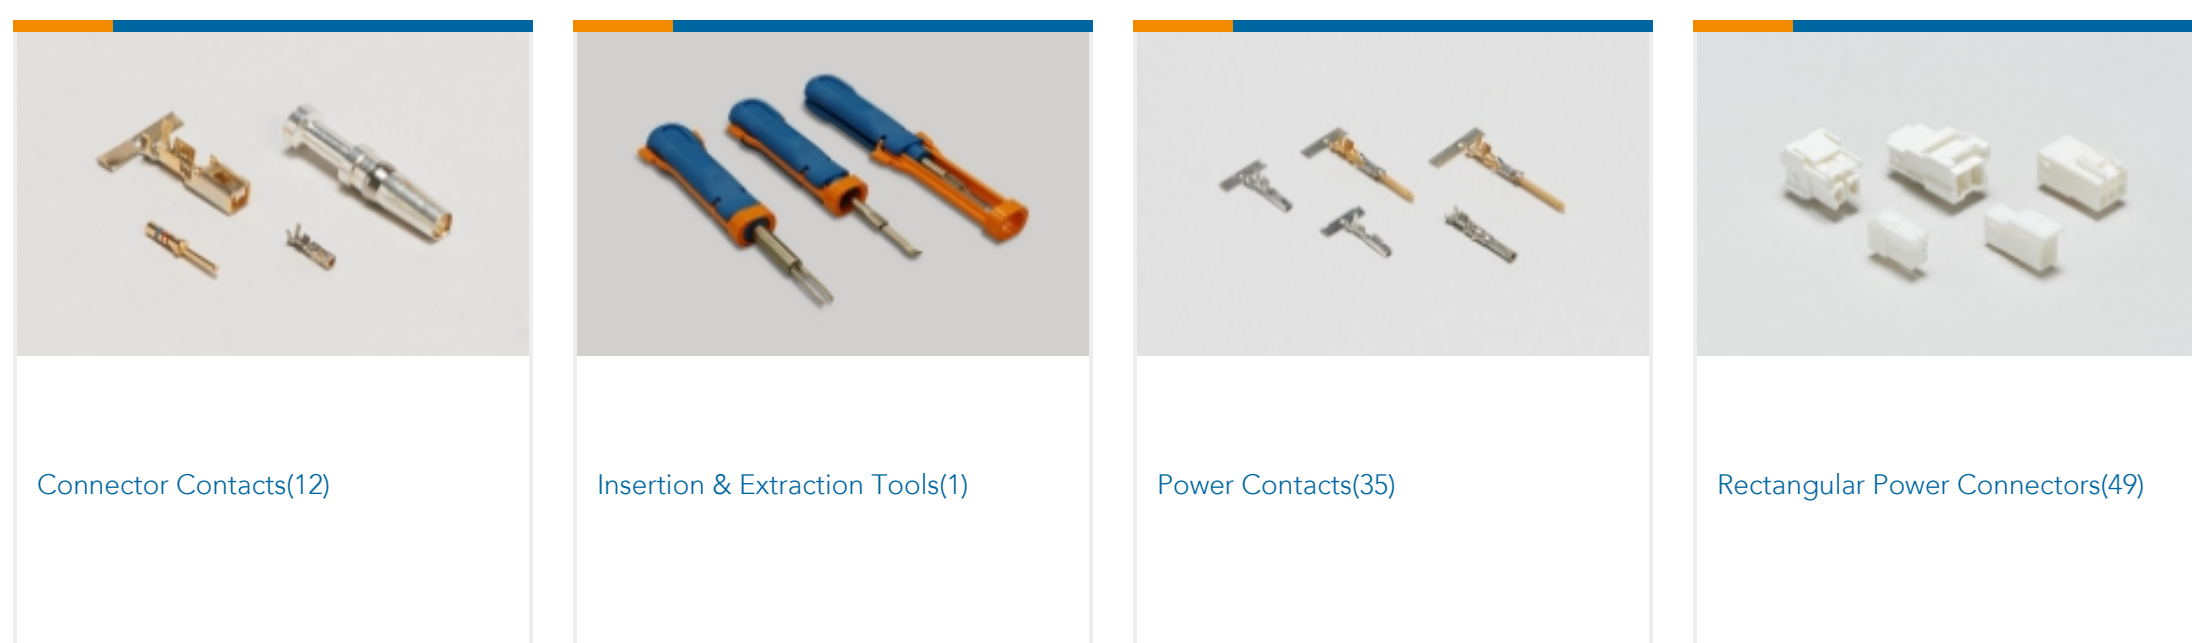 Connector Contacts(12)
Insertion & Extraction Tools(1)
Power Contacts(35)
Rectangular Power Connectors(49)